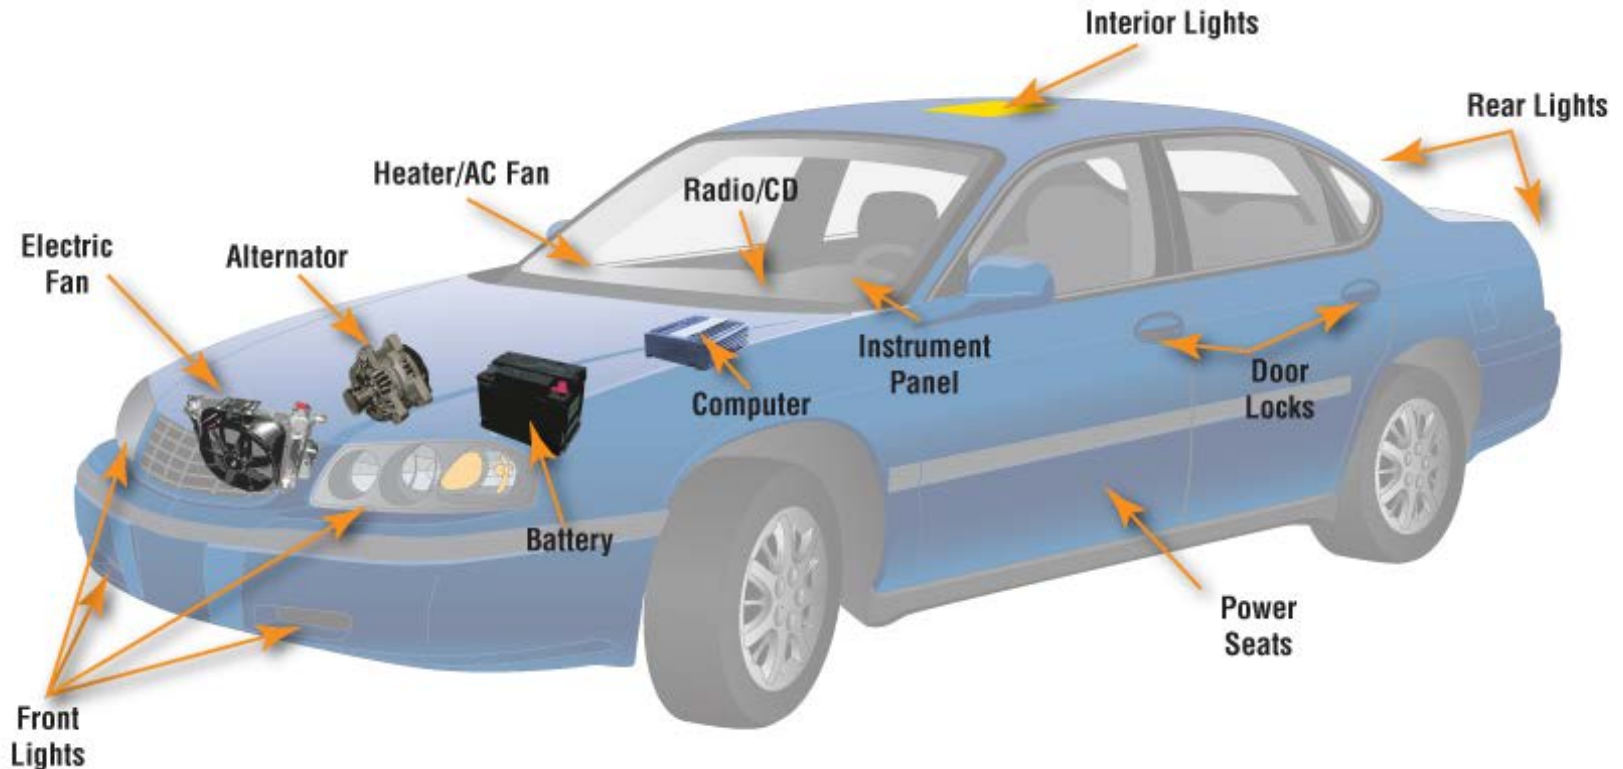 Interior Lights
Rear Lights
Heater/AC Fan
Radio/CD
Electric
Fan
Alternator
Instrument
Panel
Computer
Door
Locks
Battery
Power
Seats
Front
Lights